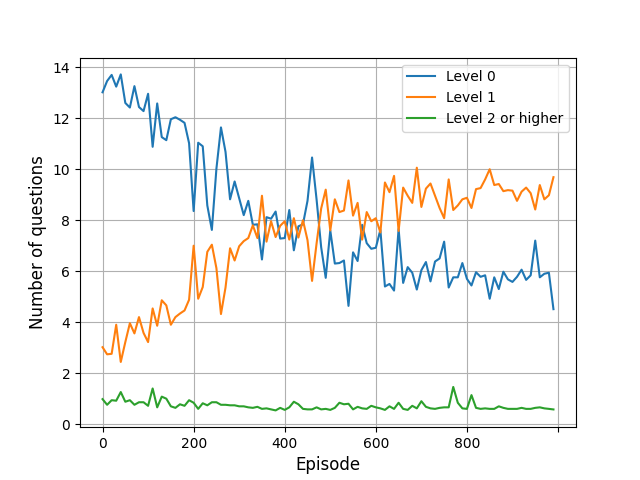 Level 0
Level 1
Level 2 or higher
14
12
10
8
6
4
2
0
Number of questions
0 200 400 600 800
Episode